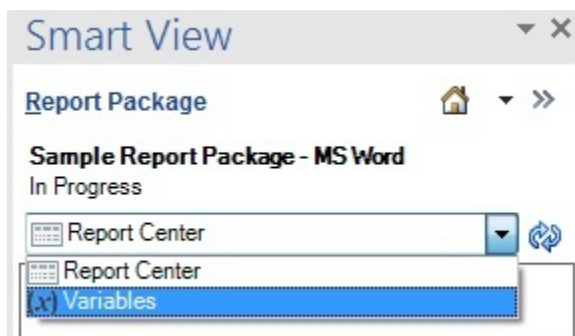 Smart View
Report Package
Sample Report Package - MS Word
In Progress
Report Center
Report Center
(x) Variables